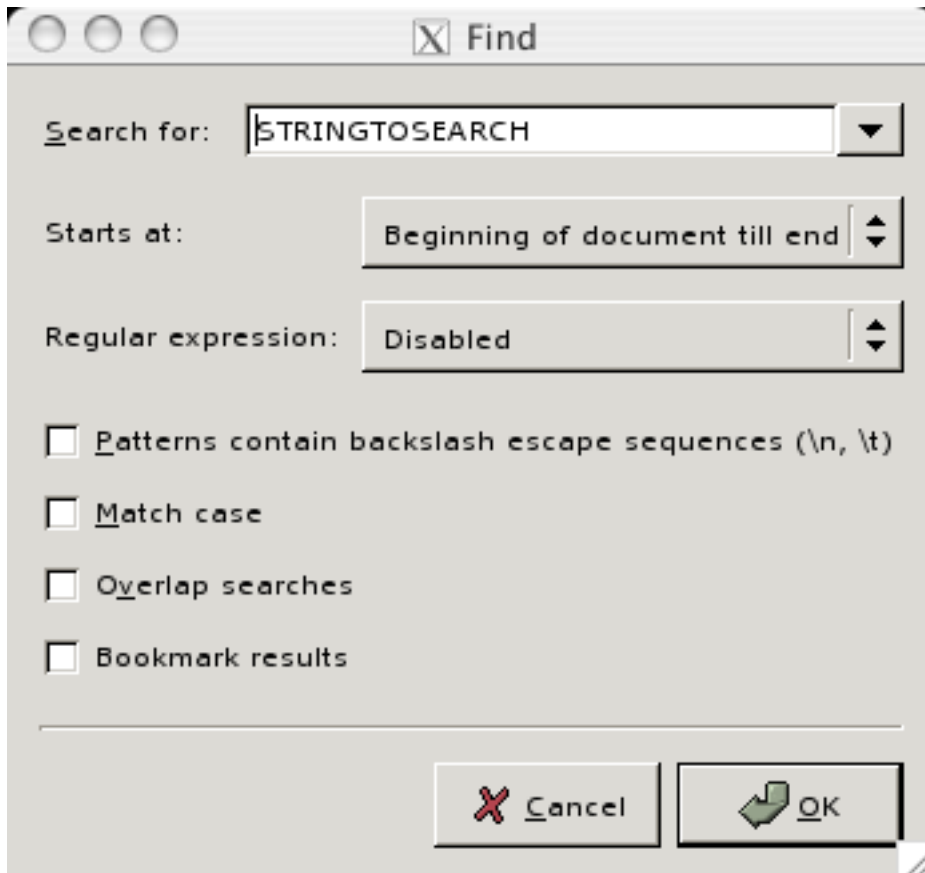 Find
Search for: STRINGTOSEARCH
Starts at: Beginning of document till end
Regular expression: Disabled
Patterns contain backslash escape sequences (\n, \t)
Match case
Overlap searches
Bookmark results
Cancel OK